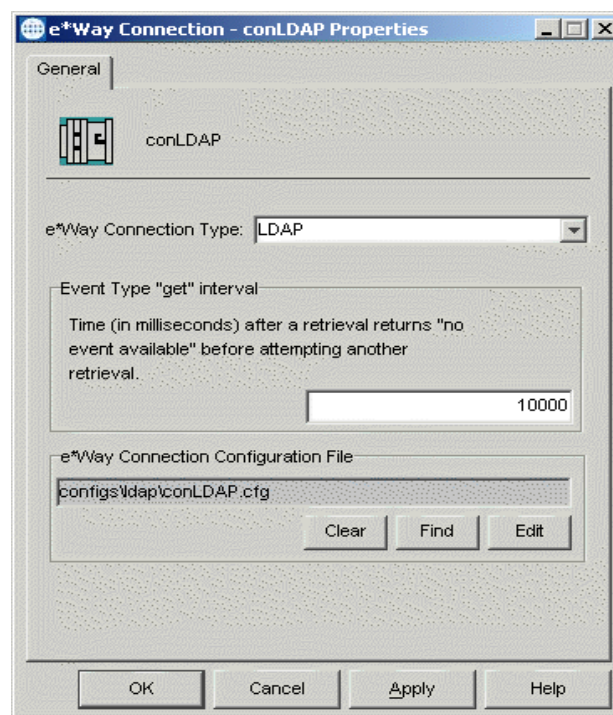 e*Way Connection - conLDAP Properties
General
conLDAP
e*Way Connection Type: LDAP
Event Type "get" interval
Time (in milliseconds) after a retrieval returns "no
event available" before attempting another
retrieval.
10000
e*Way Connection Configuration File
configs\ldap\conLDAP.cfg
Clear Find Edit
OK Cancel Apply Help